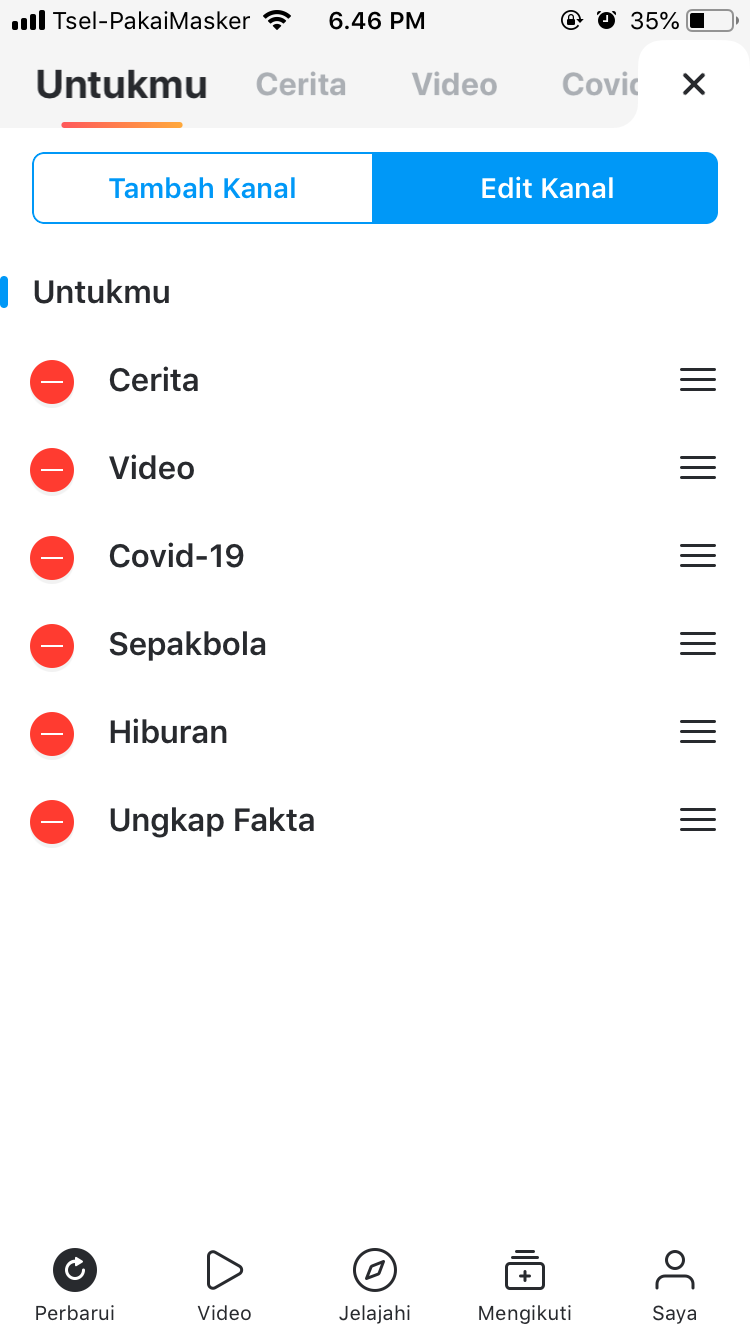 Tsel-PakaiMasker 6.46 PM 35%
Untukmu Cerita Video Covid
Tambah Kanal Edit Kanal
Untukmu
Cerita
Video
Covid-19
Sepakbola
Hiburan
Ungkap Fakta
Perbarui Video Jelajahi Mengikuti Saya